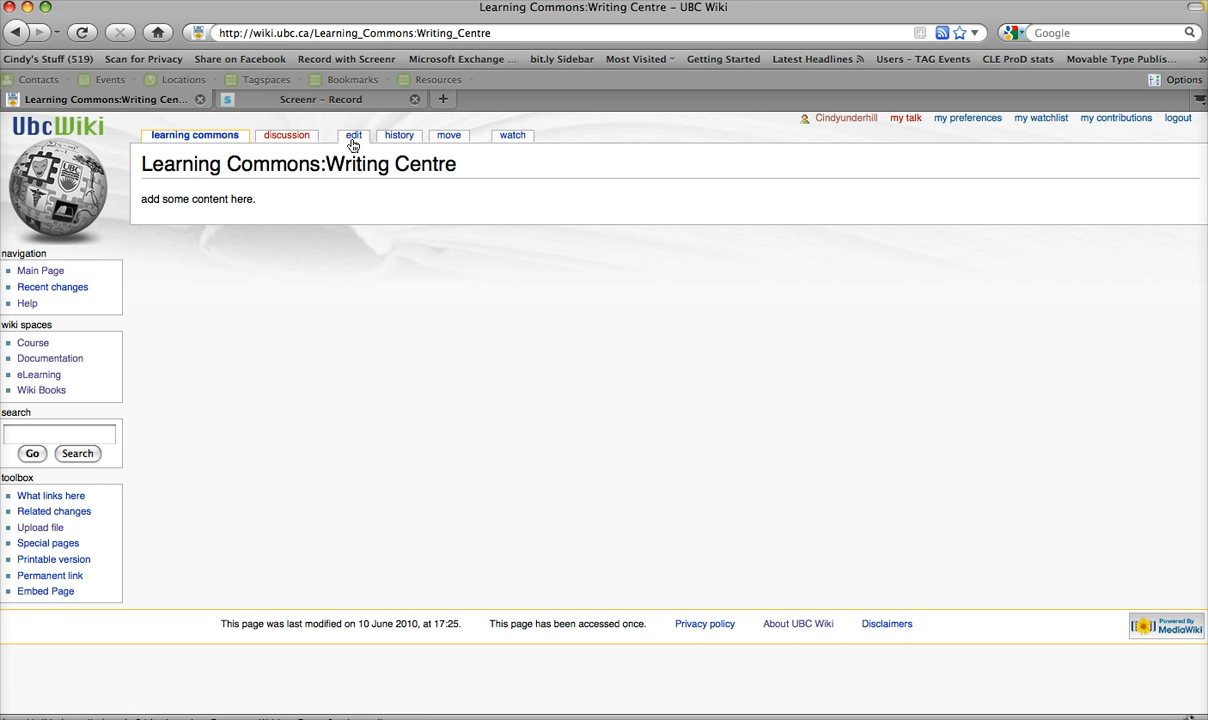 Learning Commons:Writing Centre – UBC Wiki
http://wiki.ubc.ca/Learning_Commons:Writing_Centre
Google
Cindy's Stuff (519) Scan for Privacy Share on Facebook Record with Screenr Microsoft Exchange ... bit.ly Sidebar Most Visited Getting Started Latest Headlines Users – TAG Events CLE ProD stats Movable Type Publis... »
Contacts Events Locations Tagspaces Bookmarks Resources Options
Learning Commons:Writing Cen... S Screenr – Record +
UbcWiki
UBC
learning commons discussion edit history move watch
Cindyunderhill my talk my preferences my watchlist my contributions logout
Learning Commons:Writing Centre
add some content here.
navigation
Main Page
Recent changes
Help
wiki spaces
Course
Documentation
eLearning
Wiki Books
search
Go Search
toolbox
What links here
Related changes
Upload file
Special pages
Printable version
Permanent link
Embed Page
This page was last modified on 10 June 2010, at 17:25. This page has been accessed once. Privacy policy About UBC Wiki Disclaimers
Powered By
MediaWiki